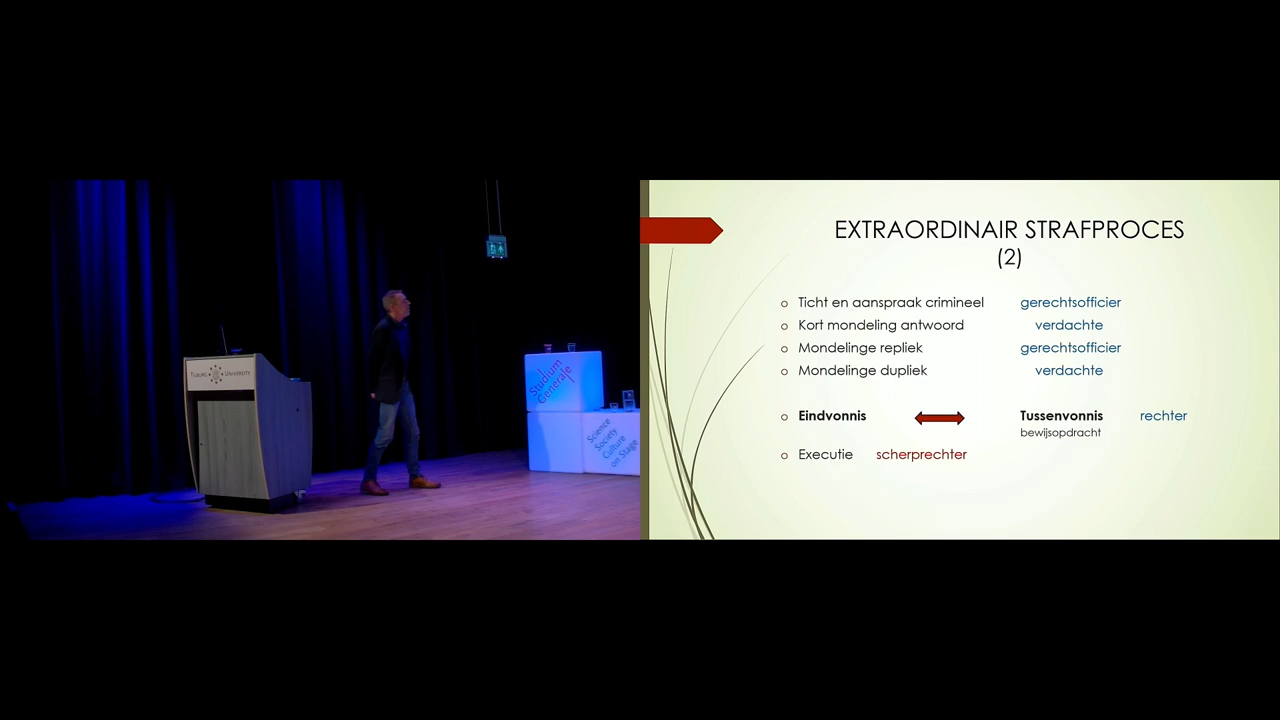 TILBURG UNIVERSITY
Studium
Generale
Science
Society
Culture
on Stage
EXTRAORDINAIR STRAFPROCES
(2)
Ticht en aanspraak crimineel gerechtsofficier
Kort mondeling antwoord verdachte
Mondelinge repliek gerechtsofficier
Mondelinge dupliek verdachte
Eindvonnis Tussenvonnis rechter
bewijsopdracht
Executie scherprechter